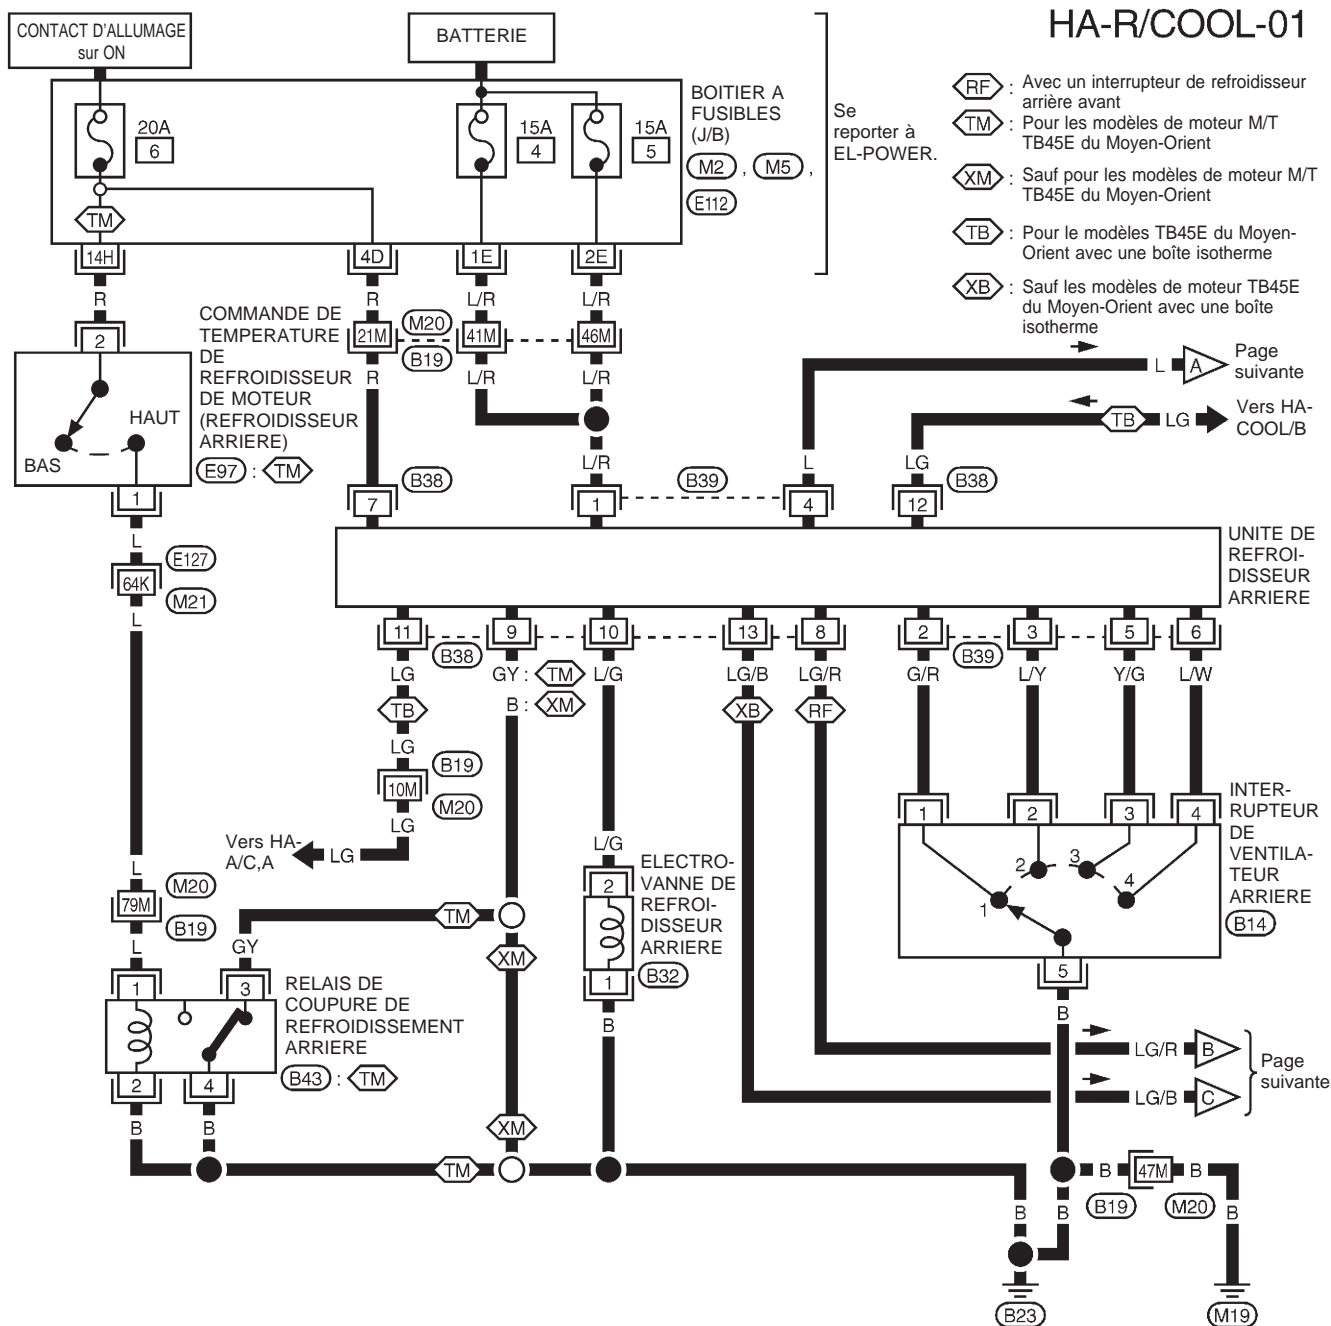 HA-R/COOL-01
CONTACT D'ALLUMAGE
sur ON
BATTERIE
20A
6
15A
4
15A
5
BOITIER A
FUSIBLES
(J/B)
M2 , M5 ,
E112
Se
reporter à
EL-POWER.
RF : Avec un interrupteur de refroidisseur
arrière avant
TM : Pour les modèles de moteur M/T
TB45E du Moyen-Orient
XM : Sauf pour les modèles de moteur M/T
TB45E du Moyen-Orient
TB : Pour le modèles TB45E du Moyen-
Orient avec une boîte isotherme
XB : Sauf les modèles de moteur TB45E
du Moyen-Orient avec une boîte
isotherme
TM
14H 4D 1E 2E
R R L/R L/R
21M M20 41M 46M
B19
R L/R L/R
2
COMMANDE DE
TEMPERATURE
DE
REFROIDISSEUR
DE MOTEUR
(REFROIDISSEUR
ARRIERE)
E97 : TM
HAUT
BAS
1
L
L A Page
suivante
TB LG Vers HA-
COOL/B
L/R L LG
B38 B39 B38
7 1 4 12
E127
64K
M21
L
UNITE DE
REFROI-
DISSEUR
ARRIERE
11 9 10 13 8 2 3 5 6
B38 B39
LG GY : TM L/G LG/B LG/R G/R L/Y Y/G L/W
TB B : XM XB RF
LG
B19
10M
M20
LG
Vers HA-
A/C,A
LG
L/G
2
ELECTRO-
VANNE DE
REFROI-
DISSEUR
ARRIERE
B32
1
B
1 2 3 4
1 2 3 4
INTER-
RUPTEUR
DE
VENTILA-
TEUR
ARRIERE
B14
5
B
L
M20
79M
B19
L GY TM
XM
1 3
RELAIS DE
COUPURE DE
REFROIDISSEMENT
ARRIERE
B43 : TM
2 4
B B
XM
TM
LG/R B
LG/B C
Page
suivante
B 47M B
B19 M20
B B B
B23 M19